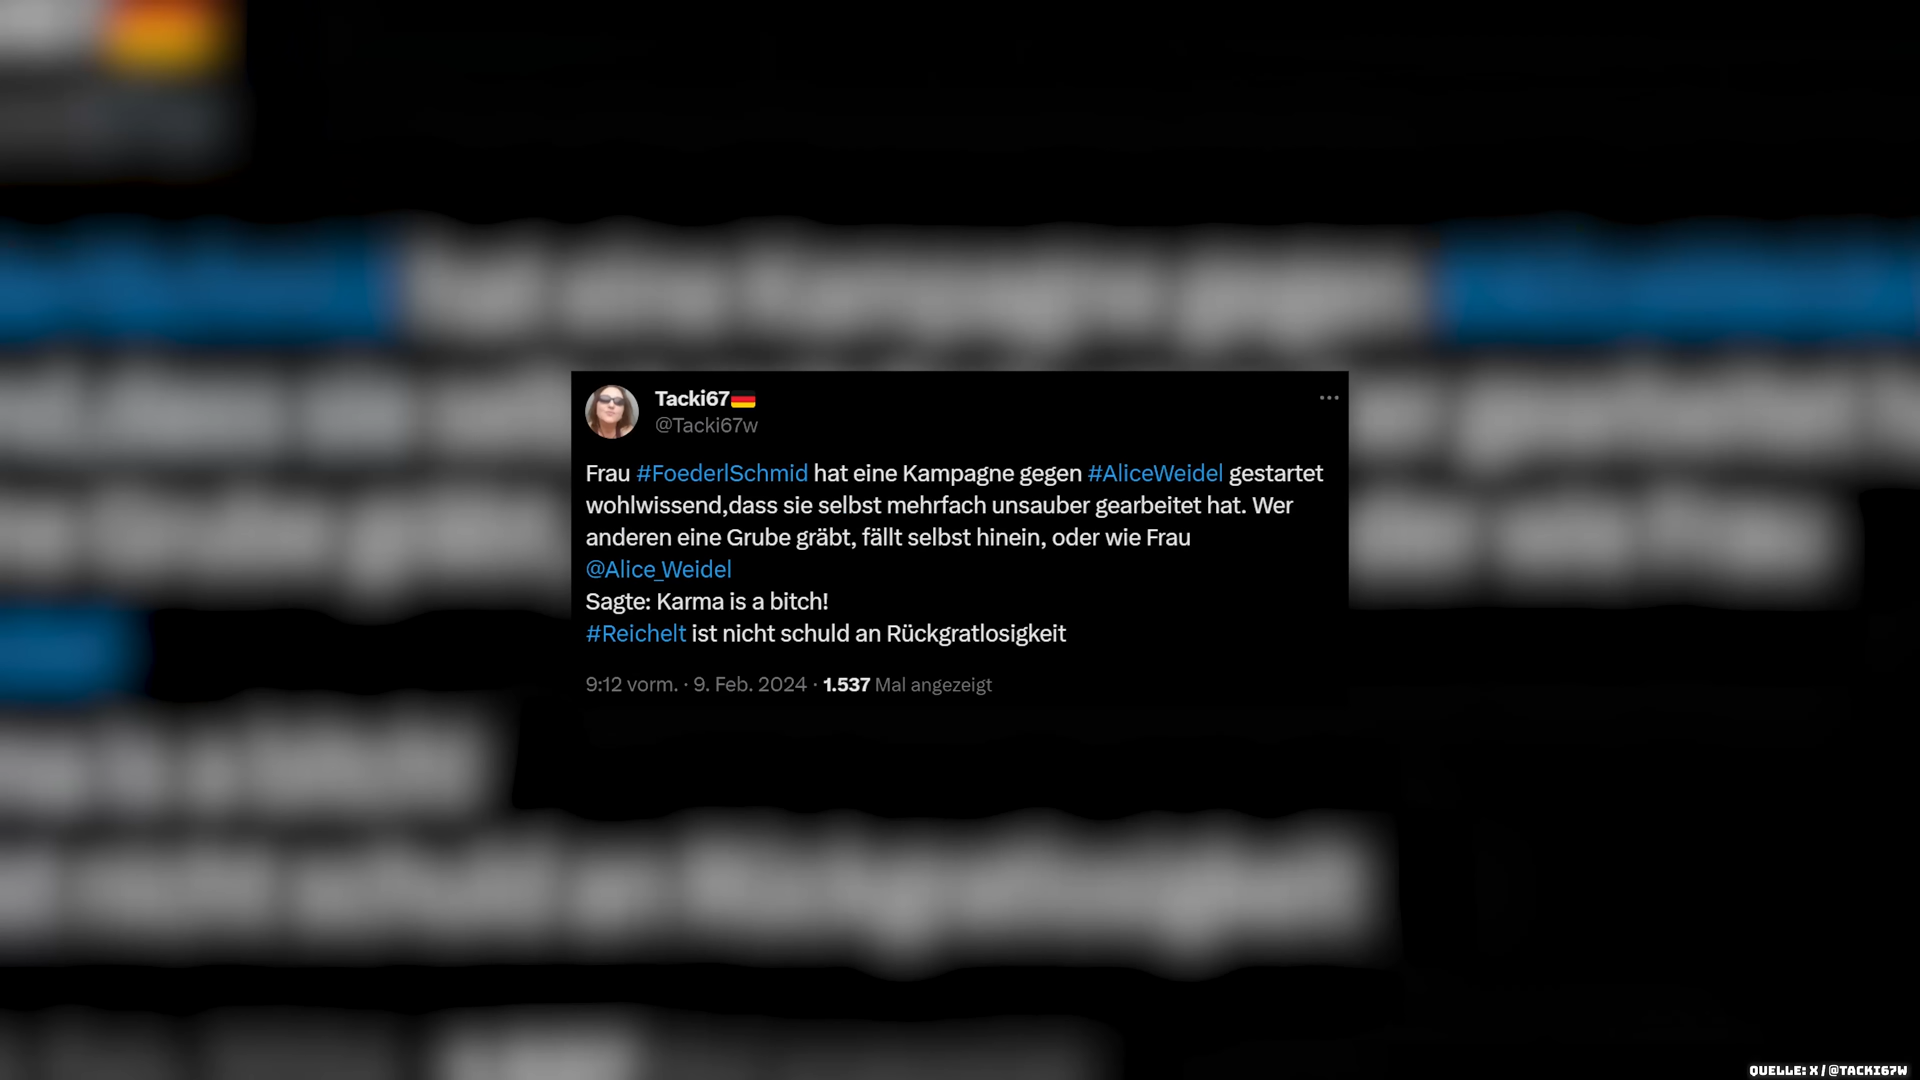 Tacki67
@Tacki67w
Frau #FoederlSchmid hat eine Kampagne gegen #AliceWeidel gestartet
wohlwissend,dass sie selbst mehrfach unsauber gearbeitet hat. Wer
anderen eine Grube gräbt, fällt selbst hinein, oder wie Frau
@Alice_Weidel
Sagte: Karma is a bitch!
#Reichelt ist nicht schuld an Rückgratlosigkeit
9:12 vorm. · 9. Feb. 2024 · 1.537 Mal angezeigt
QUELLE: X / @TACKI67W